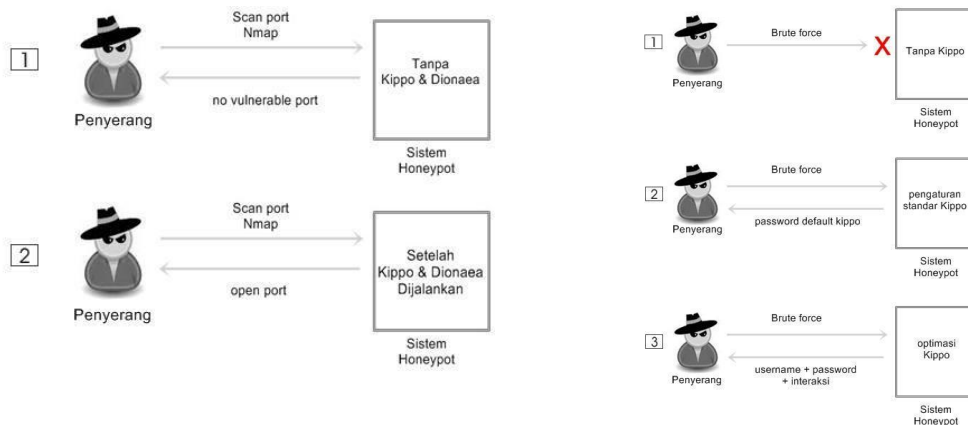 1
Scan port
Nmap
no vulnerable port
Penyerang
Tanpa
Kippo & Dionaea
Sistem
Honeypot
2
Scan port
Nmap
open port
Penyerang
Setelah
Kippo & Dionaea
Dijalankan
Sistem
Honeypot
1
Brute force
X
Penyerang
Tanpa Kippo
Sistem
Honeypot
2
Brute force
password default kippo
Penyerang
pengaturan
standar Kippo
Sistem
Honeypot
3
Brute force
username + password
+ interaksi
Penyerang
optimasi
Kippo
Sistem
Honeypot